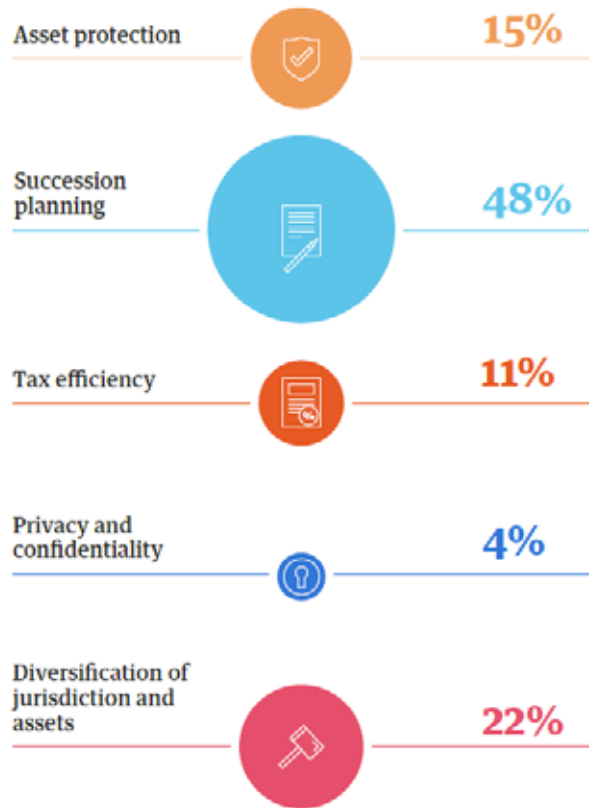 Asset protection
15%
Succession
planning
48%
Tax efficiency
%
11%
Privacy and
confidentiality
4%
Diversification of
jurisdiction and
assets
22%